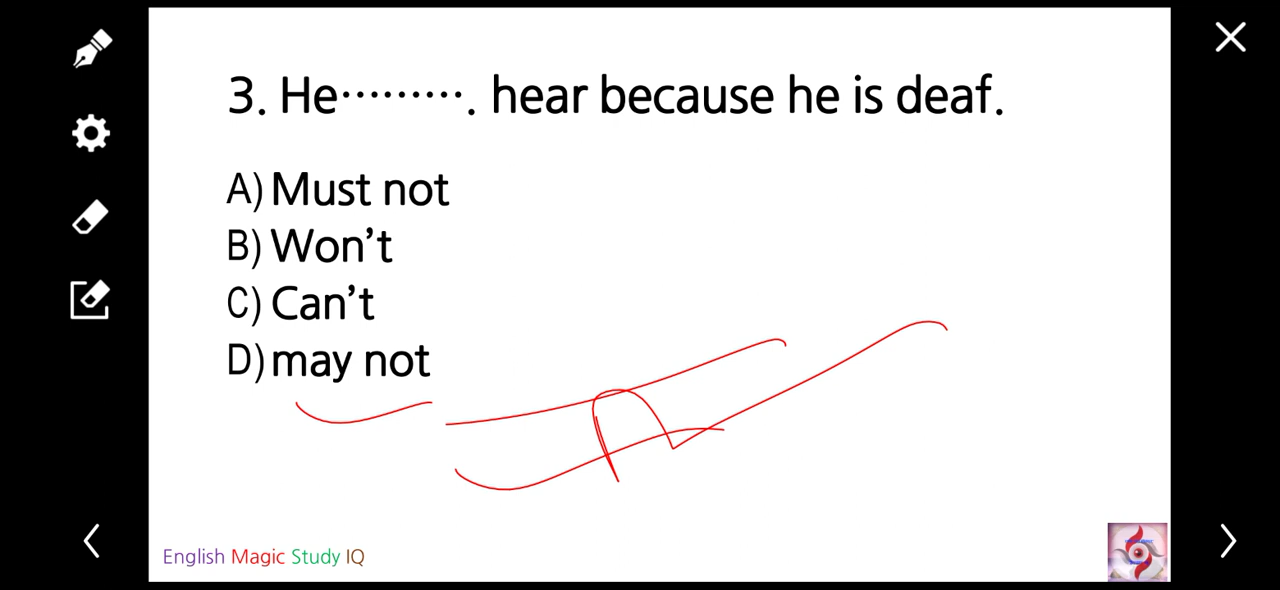 3. He………. hear because he is deaf.
A) Must not
B) Won’t
C) Can’t
D) may not
English Magic Study IQ